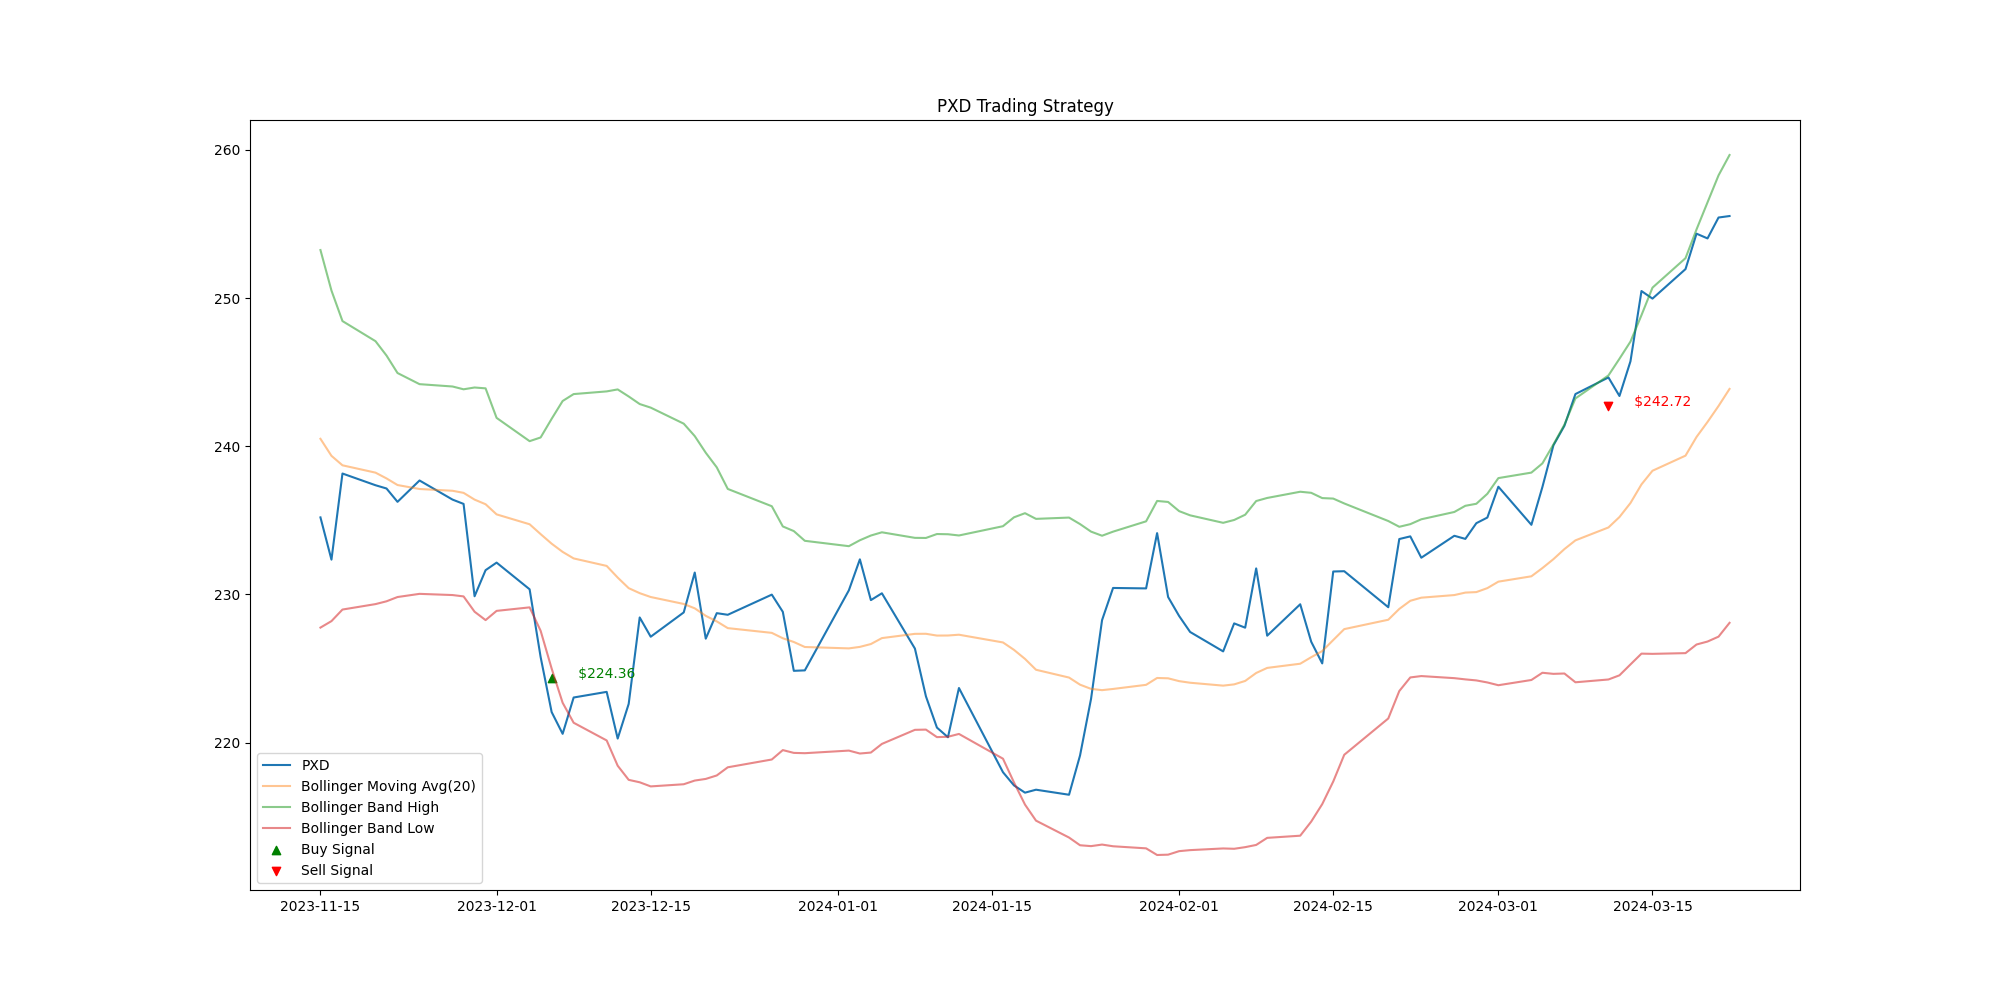 PXD Trading Strategy
260
250
240
230
220
$242.72
$224.36
PXD
Bollinger Moving Avg(20)
Bollinger Band High
Bollinger Band Low
Buy Signal
Sell Signal
2023-11-15 2023-12-01 2023-12-15 2024-01-01 2024-01-15 2024-02-01 2024-02-15 2024-03-01 2024-03-15